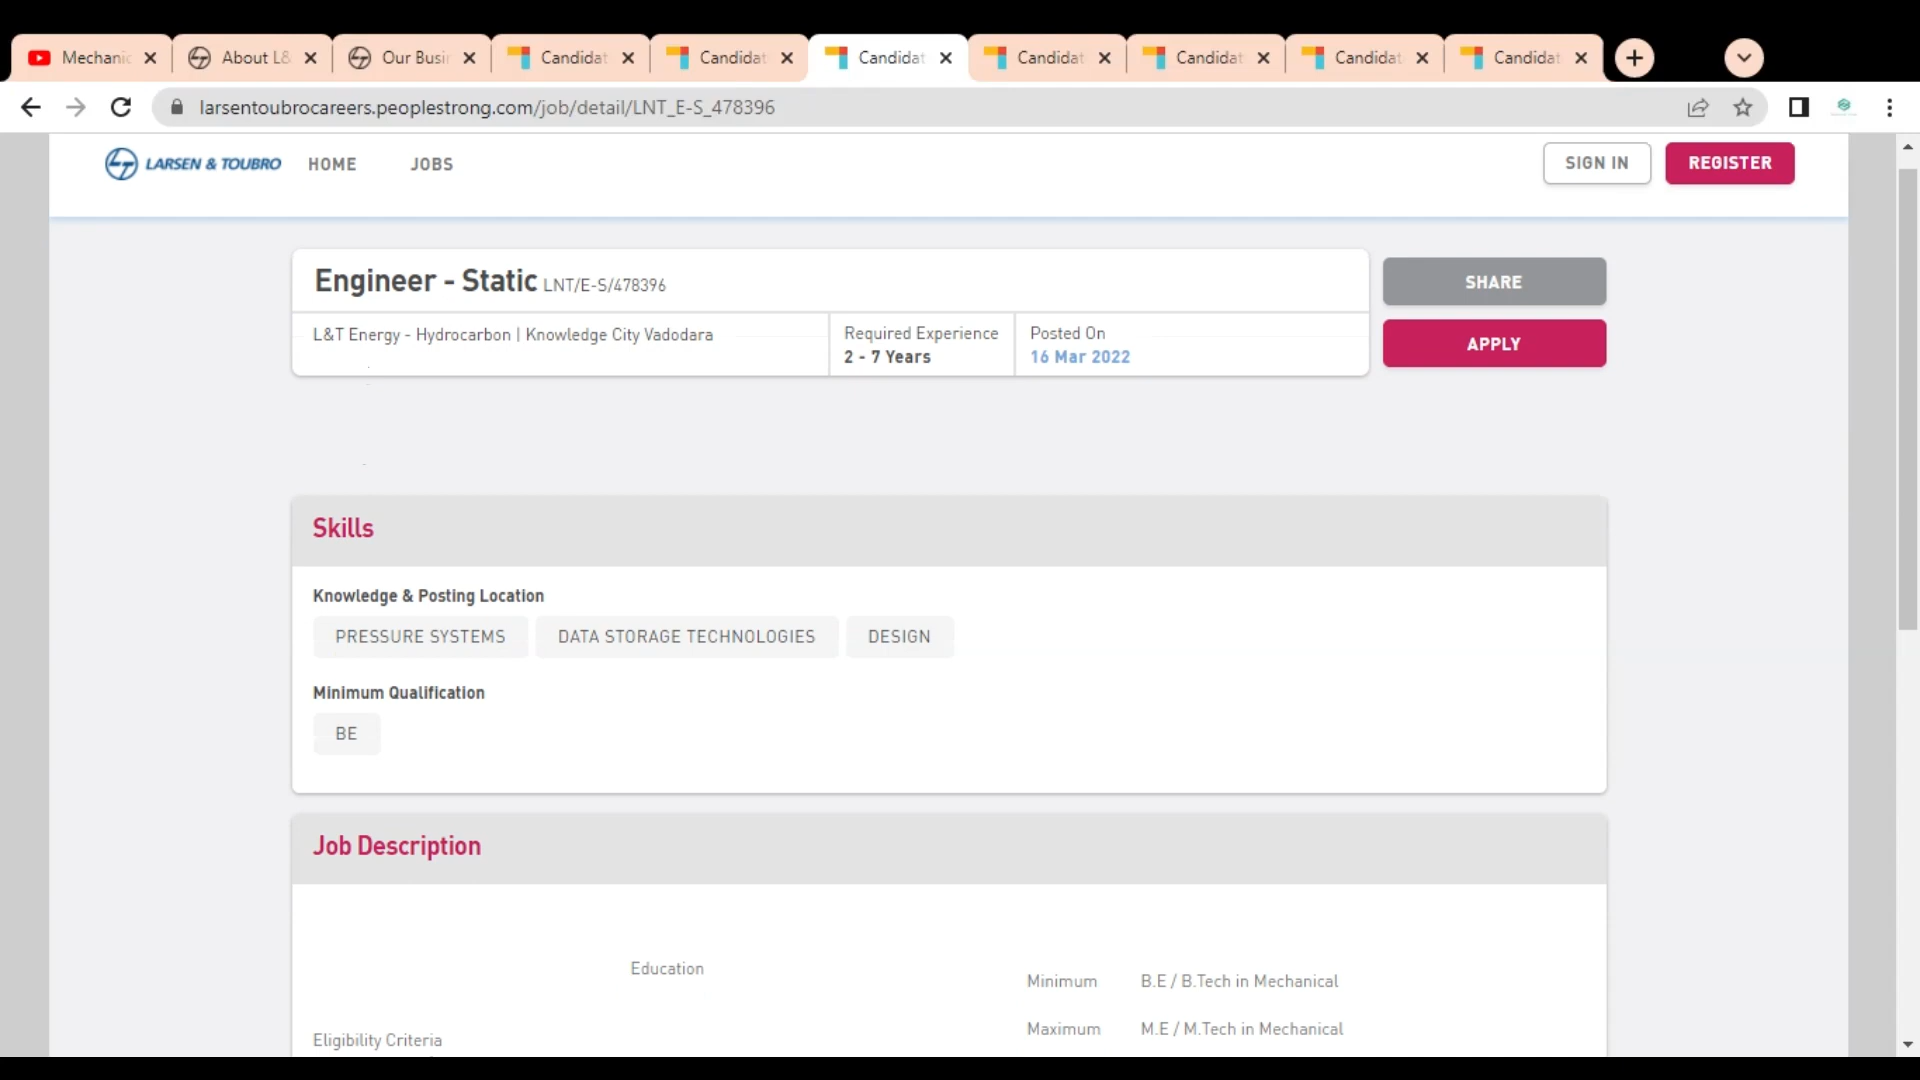 Mechanic
About L&
Our Busi
Candidat
Candidat
Candidat
Candidat
Candidat
Candidat
Candidat
larsentoubrocareers.peoplestrong.com/job/detail/LNT_E-S_478396
LARSEN & TOUBRO HOME JOBS SIGN IN REGISTER
Engineer - Static LNT/E-S/478396
SHARE
L&T Energy - Hydrocarbon | Knowledge City Vadodara
Required Experience
2 - 7 Years
Posted On
16 Mar 2022
APPLY
Skills
Knowledge & Posting Location
PRESSURE SYSTEMS DATA STORAGE TECHNOLOGIES DESIGN
Minimum Qualification
BE
Job Description
Education
Minimum B.E / B.Tech in Mechanical
Maximum M.E / M.Tech in Mechanical
Eligibility Criteria